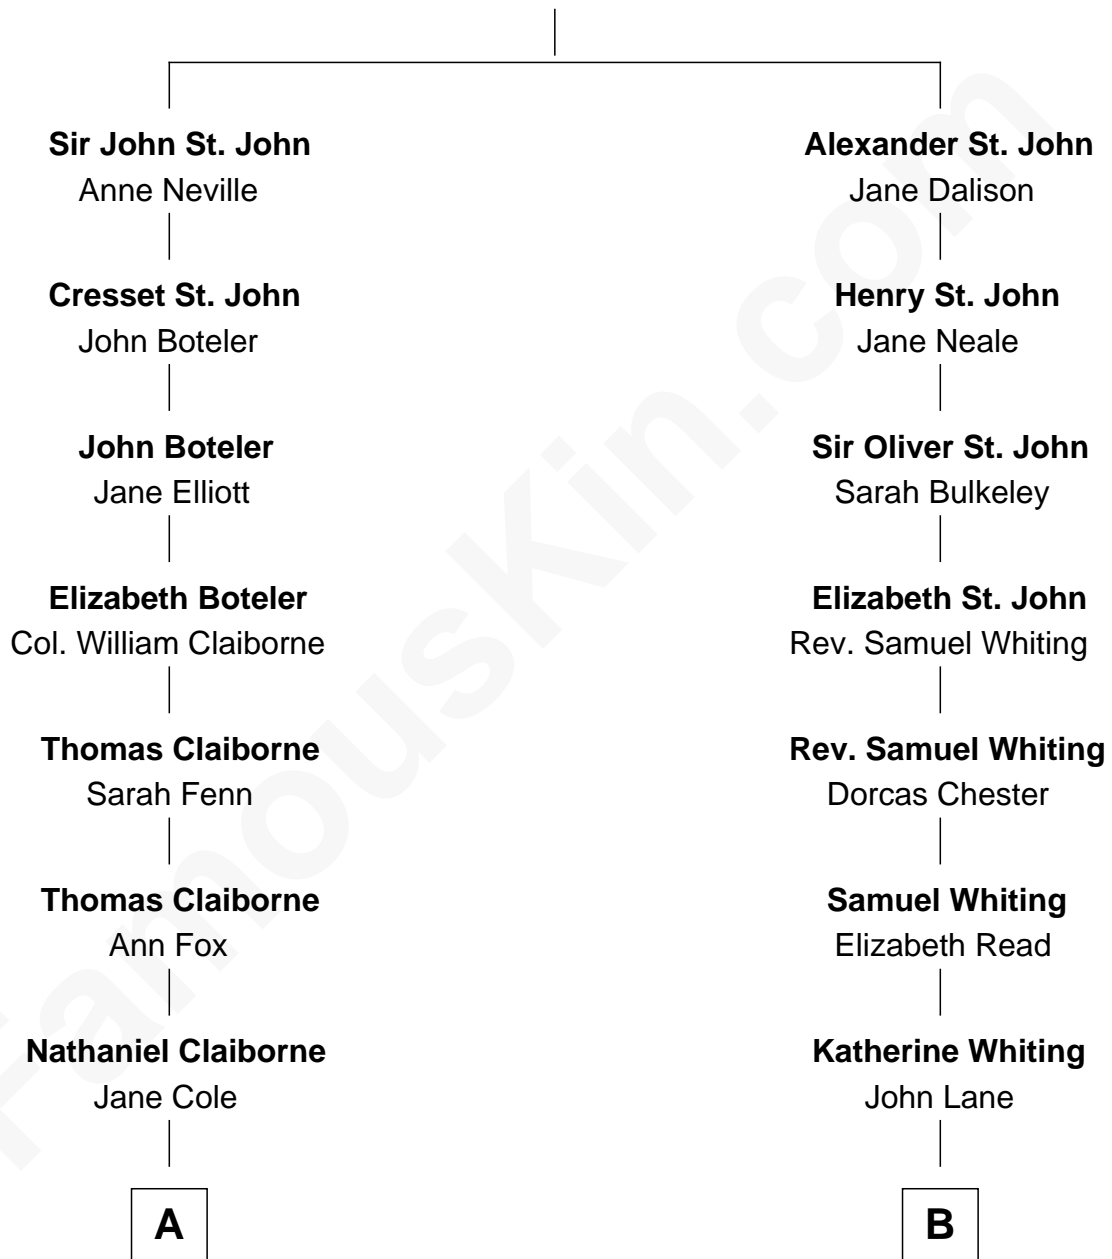 Sir John St. John
Anne Neville
Cresset St. John
John Boteler
John Boteler
Jane Elliott
Elizabeth Boteler
Col. William Claiborne
Thomas Claiborne
Sarah Fenn
Thomas Claiborne
Ann Fox
Nathaniel Claiborne
Jane Cole
A
Alexander St. John
Jane Dalison
Henry St. John
Jane Neale
Sir Oliver St. John
Sarah Bulkeley
Elizabeth St. John
Rev. Samuel Whiting
Rev. Samuel Whiting
Dorcas Chester
Samuel Whiting
Elizabeth Read
Katherine Whiting
John Lane
B
FamousKin.com